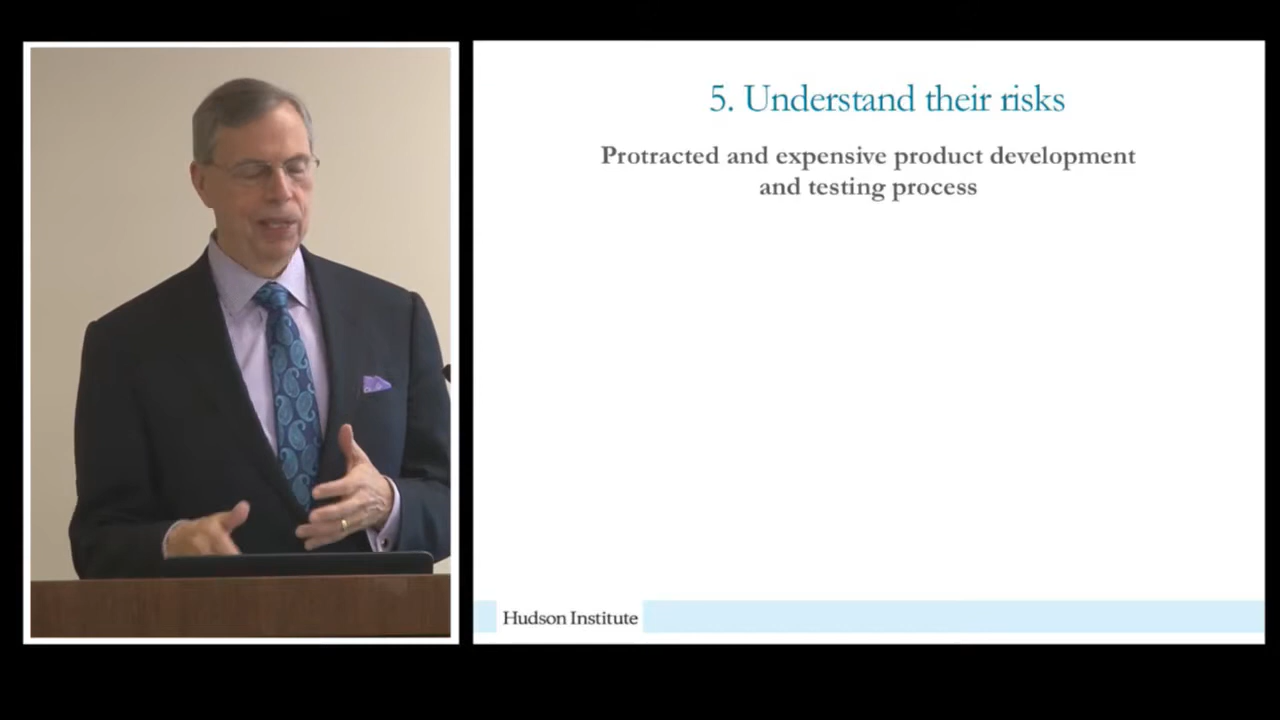 5. Understand their risks
Protracted and expensive product development
and testing process
Hudson Institute